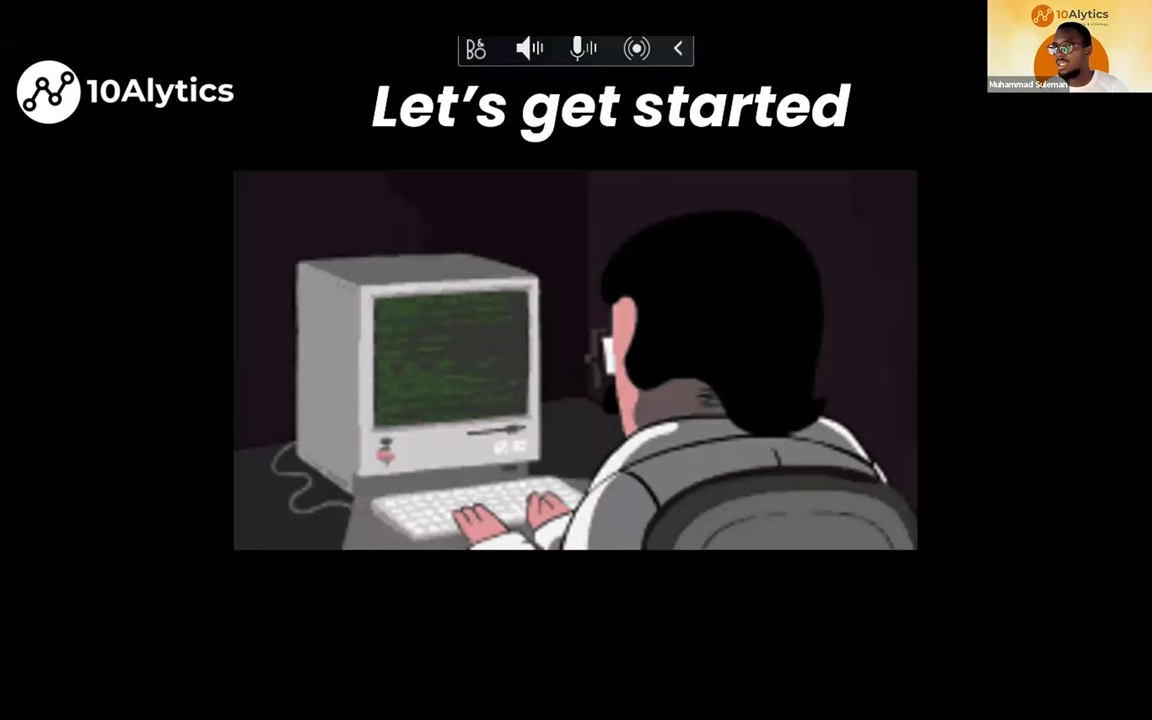 10Alytics
B&O
Let's get started
10Alytics
Muhammad Suleman